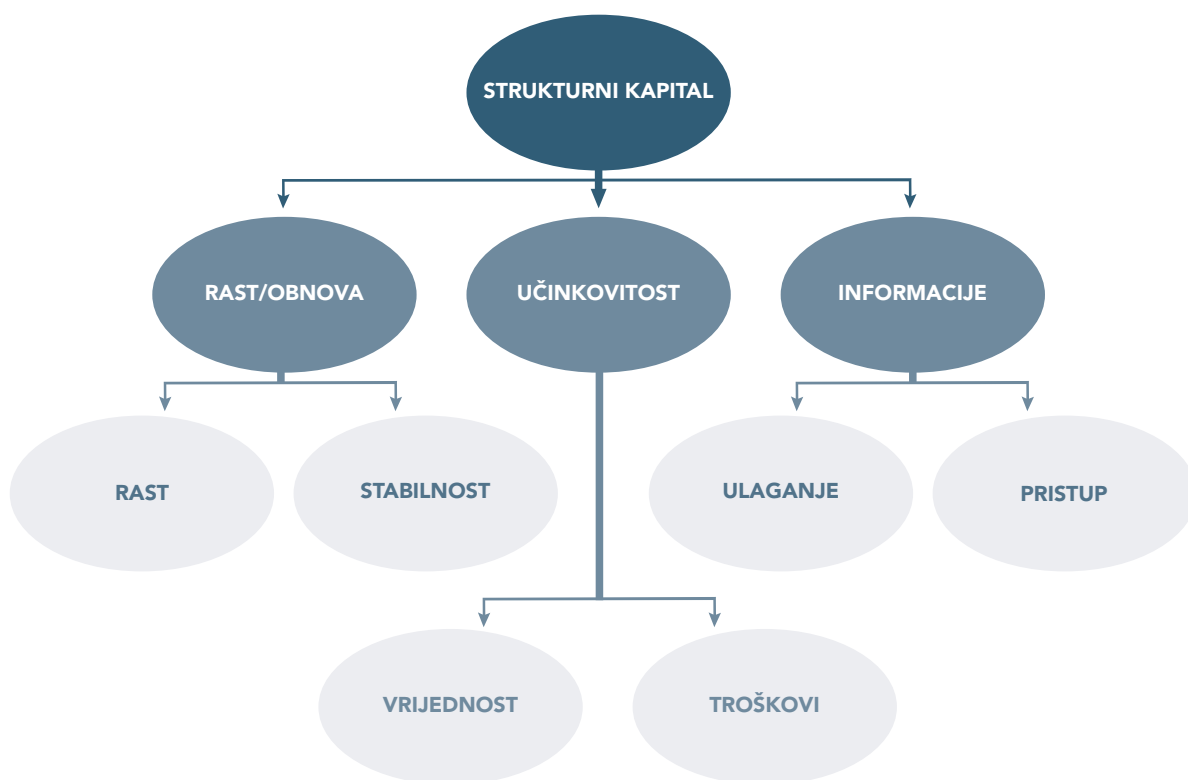 STRUKTURNI KAPITAL
RAST/OBNOVA
UČINKOVITOST
INFORMACIJE
RAST
STABILNOST
ULAGANJE
PRISTUP
VRIJEDNOST
TROŠKOVI